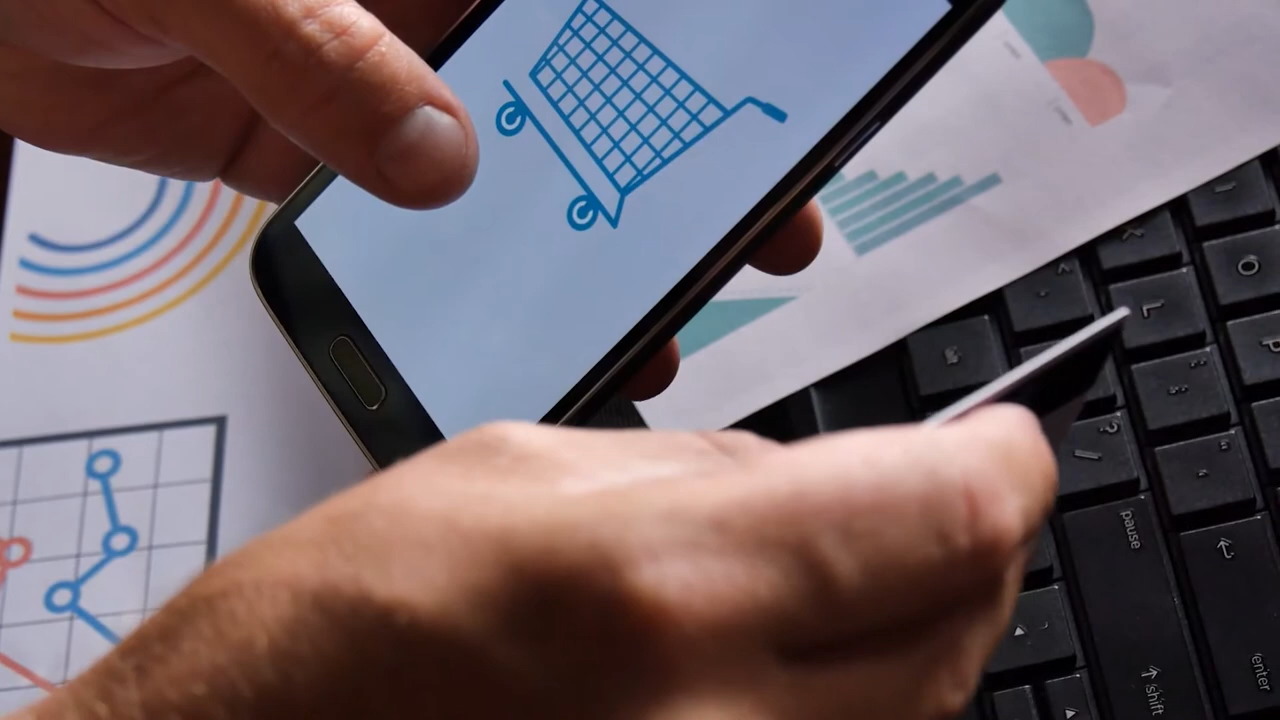 K
O
L
P
< ,
: ;
" '
? /
pause
shift
enter